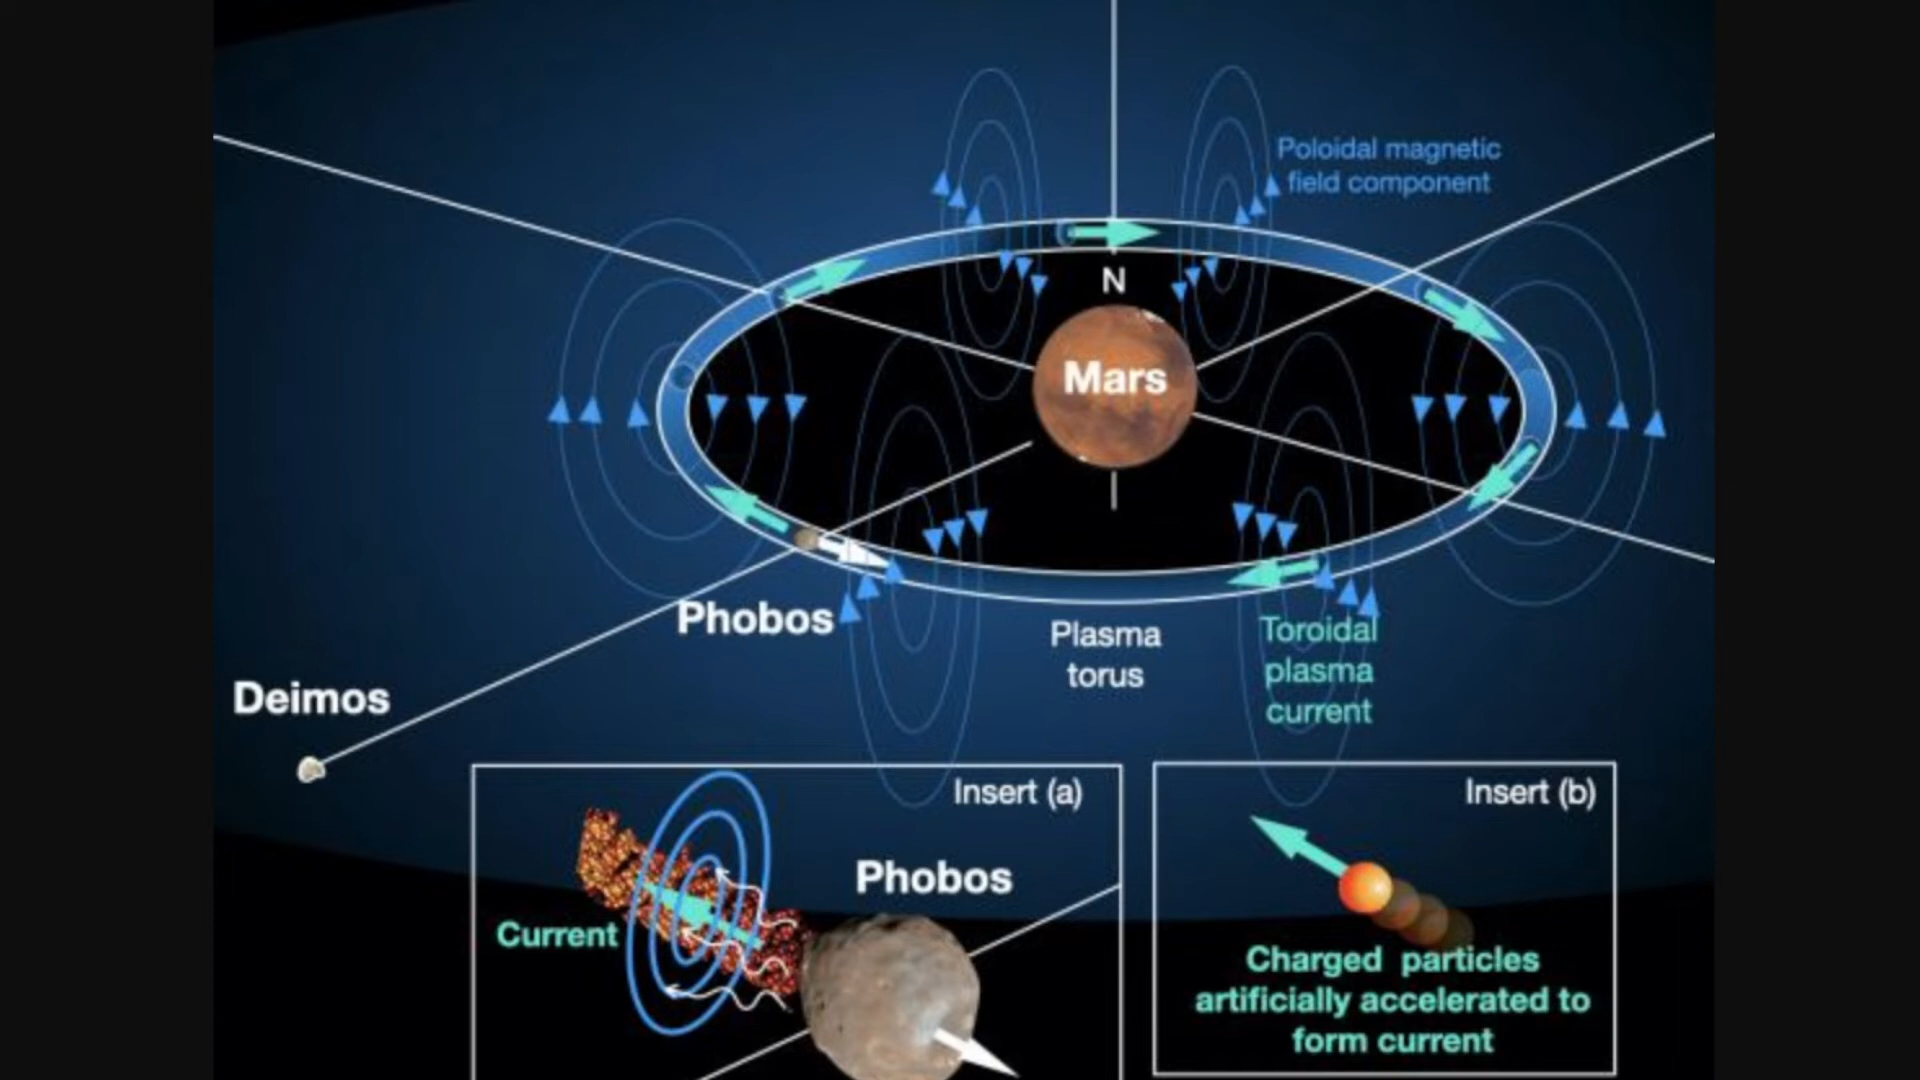 Poloidal magnetic
field component
N
Mars
Phobos
Plasma
torus
Toroidal
plasma
current
Deimos
Insert (a)
Phobos
Current
Insert (b)
Charged particles
artificially accelerated to
form current